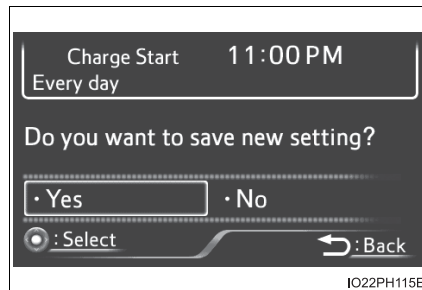 Charge Start 11:00 PM
Every day
Do you want to save new setting?
・Yes ・No
: Select : Back
IO22PH115E